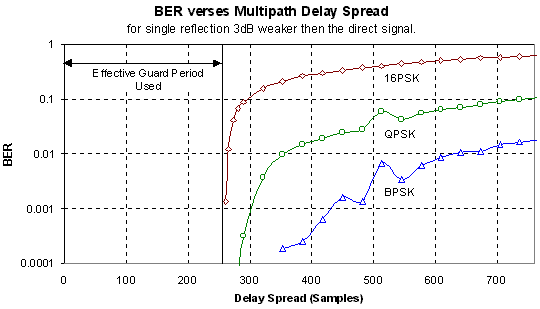 BER verses Multipath Delay Spread
for single reflection 3dB weaker then the direct signal.
1
0.1
0.01
0.001
0.0001
BER
Effective Guard Period
Used
16PSK
QPSK
BPSK
0 100 200 300 400 500 600 700
Delay Spread (Samples)